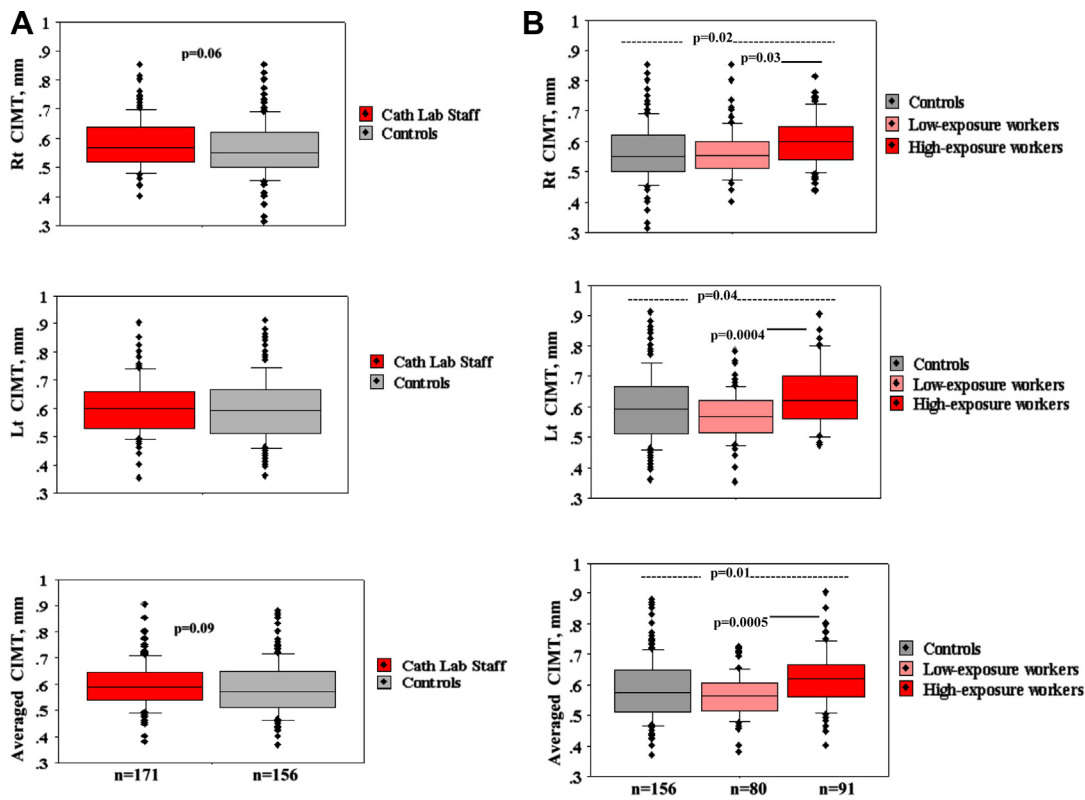 A
1
.9
.8
.7
.6
.5
.4
.3
Rt CIMT, mm
p=0.06
Cath Lab Staff
Controls
1
.9
.8
.7
.6
.5
.4
.3
Lt CIMT, mm
Cath Lab Staff
Controls
1
.9
.8
.7
.6
.5
.4
.3
Averaged CIMT, mm
p=0.09
Cath Lab Staff
Controls
n=171 n=156
B
1
.9
.8
.7
.6
.5
.4
.3
Rt CIMT, mm
p=0.02
p=0.03
Controls
Low-exposure workers
High-exposure workers
1
.9
.8
.7
.6
.5
.4
.3
Lt CIMT, mm
p=0.04
p=0.0004
Controls
Low-exposure workers
High-exposure workers
1
.9
.8
.7
.6
.5
.4
.3
Averaged CIMT, mm
p=0.01
p=0.0005
Controls
Low-exposure workers
High-exposure workers
n=156 n=80 n=91